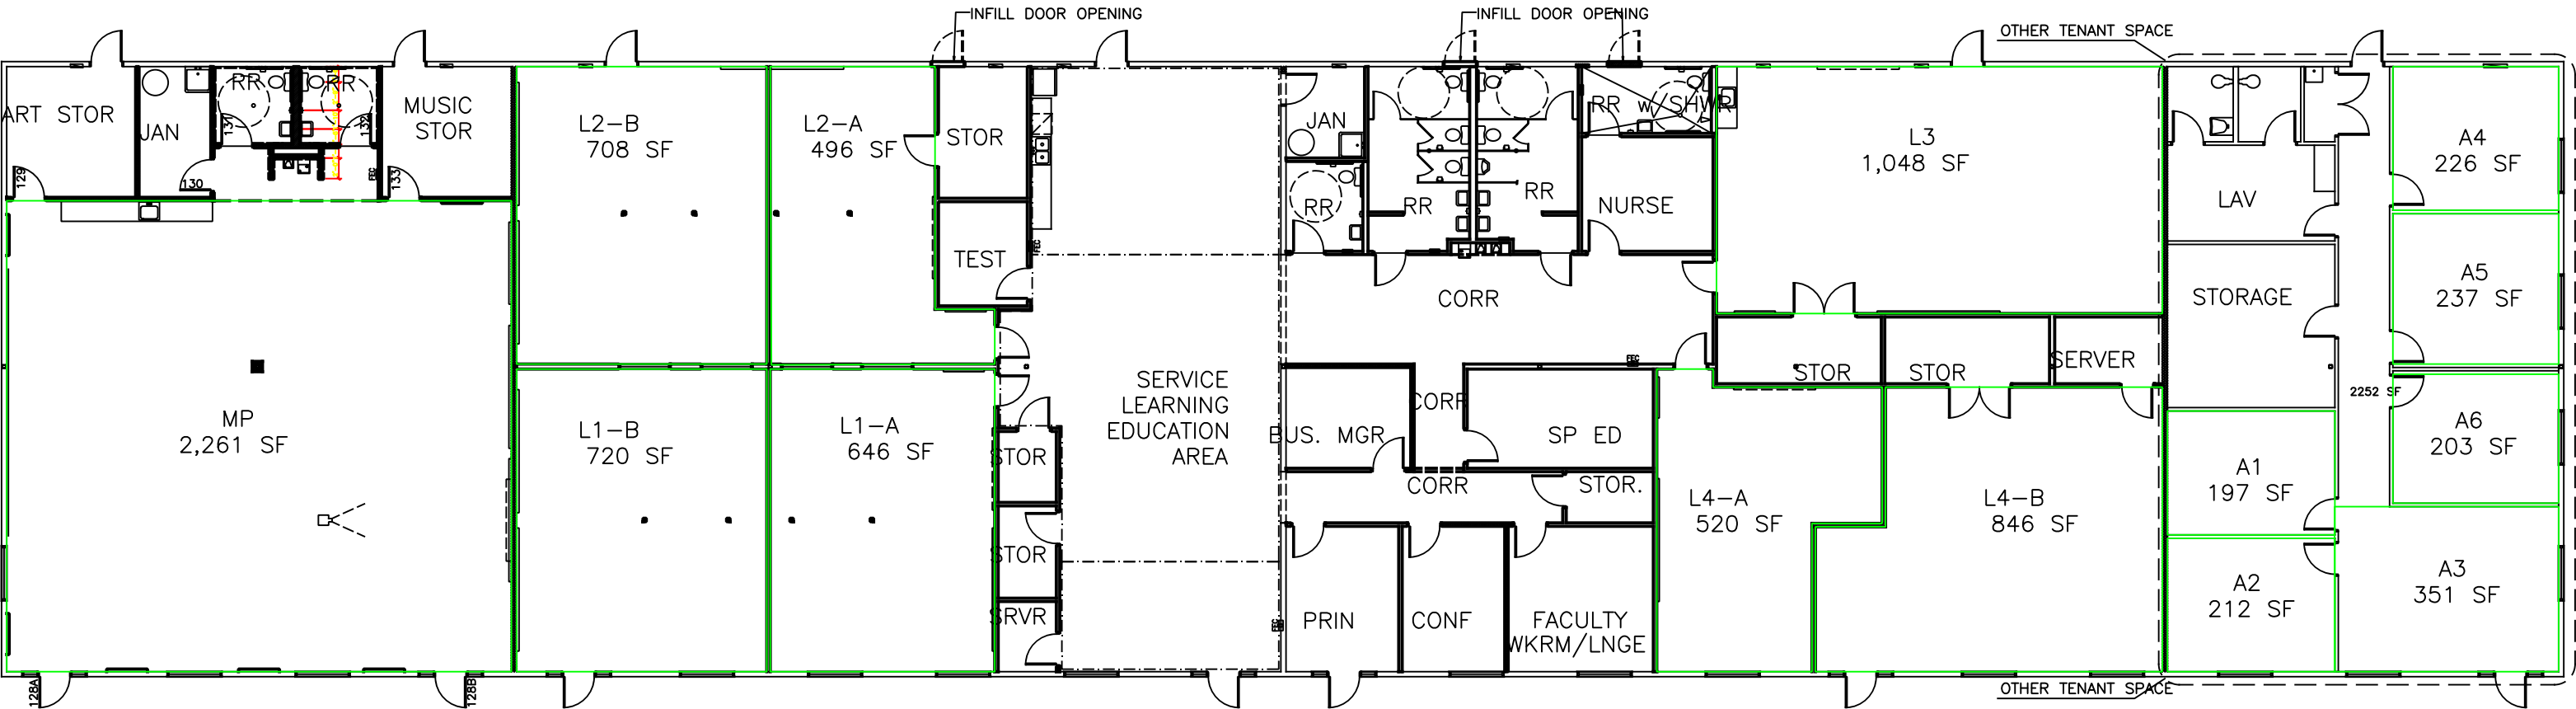 INFILL DOOR OPENING
INFILL DOOR OPENING
OTHER TENANT SPACE
ART STOR
JAN
RR
RR
MUSIC
STOR
129
130
131
132
133
FEC
L2-B
708 SF
L2-A
496 SF
STOR
TEST
FEC
JAN
RR
RR
RR
RR w/SHWR
NURSE
CORR
L3
1,048 SF
STOR
STOR
SERVER
LAV
STORAGE
A4
226 SF
A5
237 SF
2252 SF
A6
203 SF
A1
197 SF
A2
212 SF
A3
351 SF
MP
2,261 SF
L1-B
720 SF
L1-A
646 SF
STOR
STOR
SRVR
SERVICE
LEARNING
EDUCATION
AREA
FEC
FEC
BUS. MGR
CORR
SP ED
CORR
STOR.
PRIN
CONF
FACULTY
WKRM/LNGE
L4-A
520 SF
L4-B
846 SF
128A
128B
OTHER TENANT SPACE